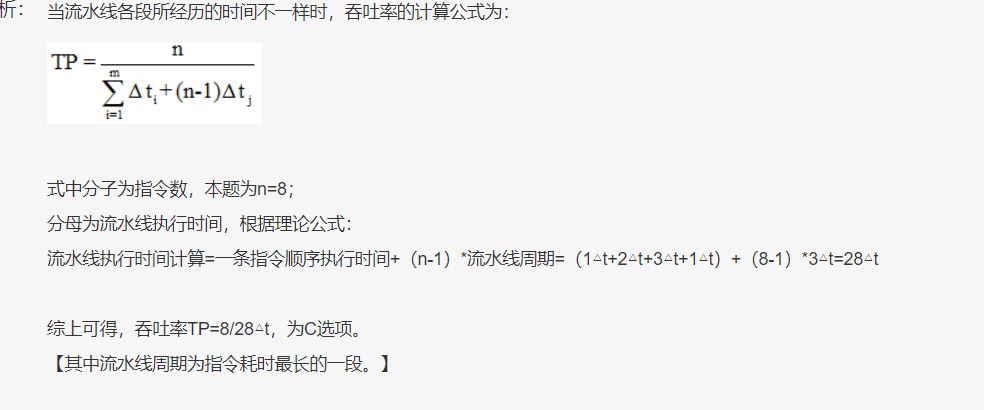 析： 当流水线各段所经历的时间不一样时，吞吐率的计算公式为：
TP = n / (∑_{i=1}^{m} Δt_i+(n-1)Δt_j)
式中分子为指令数，本题为n=8；
分母为流水线执行时间，根据理论公式：
流水线执行时间计算=一条指令顺序执行时间+（n-1）*流水线周期=（1△t+2△t+3△t+1△t）+（8-1）*3△t=28△t
综上可得，吞吐率TP=8/28△t，为C选项。
【其中流水线周期为指令耗时最长的一段。】